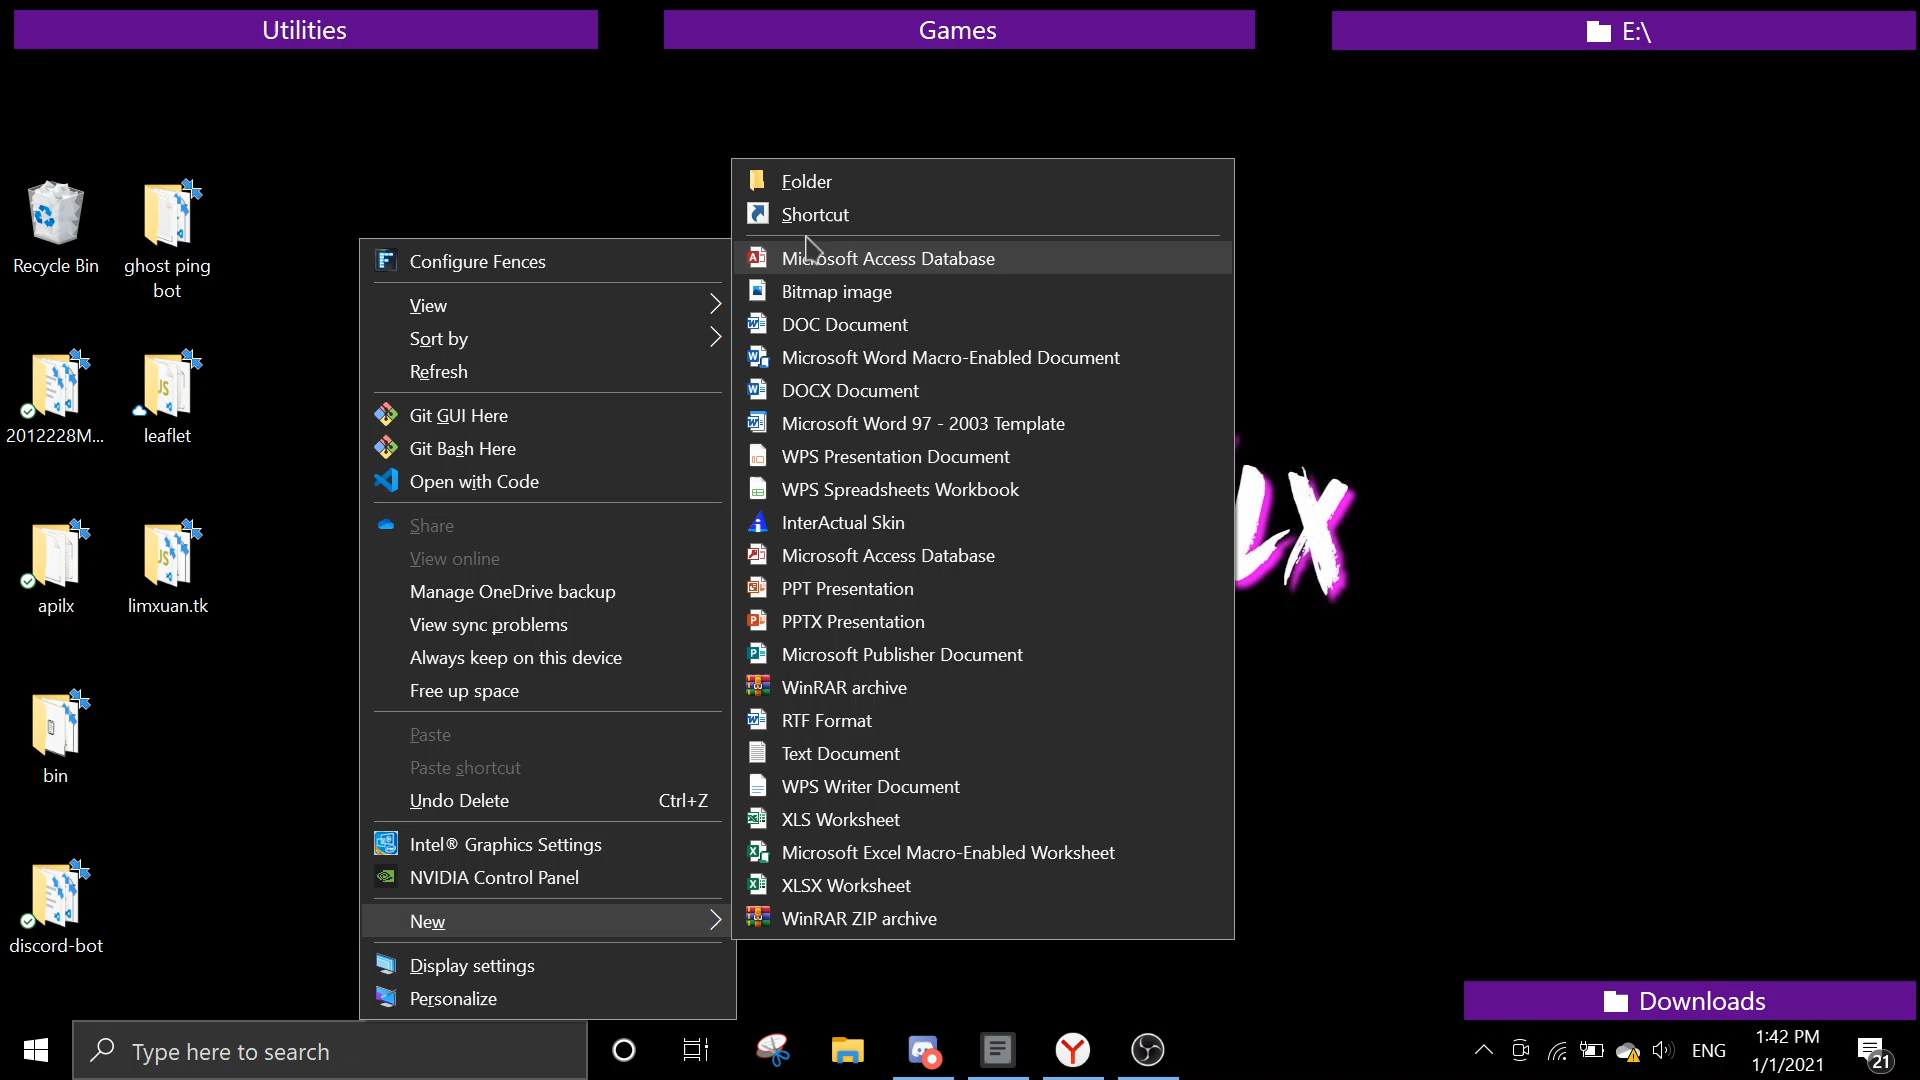 Utilities
Games
E:\
Recycle Bin
ghost ping
bot
2012228M...
leaflet
apilx
limxuan.tk
bin
discord-bot
Configure Fences
View
Sort by
Refresh
Git GUI Here
Git Bash Here
Open with Code
Share
View online
Manage OneDrive backup
View sync problems
Always keep on this device
Free up space
Paste
Paste shortcut
Undo Delete Ctrl+Z
Intel® Graphics Settings
NVIDIA Control Panel
New
Display settings
Personalize
Folder
Shortcut
Microsoft Access Database
Bitmap image
DOC Document
Microsoft Word Macro-Enabled Document
DOCX Document
Microsoft Word 97 - 2003 Template
WPS Presentation Document
WPS Spreadsheets Workbook
InterActual Skin
Microsoft Access Database
PPT Presentation
PPTX Presentation
Microsoft Publisher Document
WinRAR archive
RTF Format
Text Document
WPS Writer Document
XLS Worksheet
Microsoft Excel Macro-Enabled Worksheet
XLSX Worksheet
WinRAR ZIP archive
Downloads
Type here to search
ENG
1:42 PM
1/1/2021
21